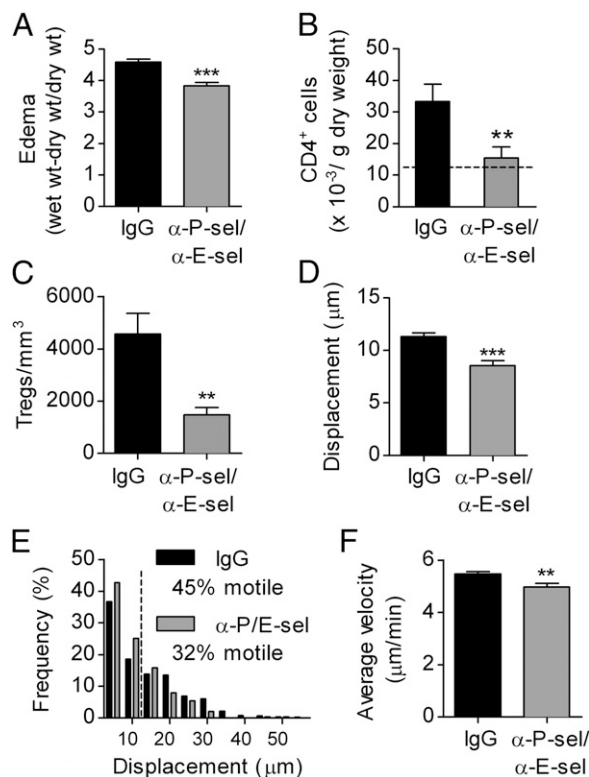 A
Edema
(wet wt-dry wt/dry wt)
5
4
3
2
1
0
***
IgG
α-P-sel/
α-E-sel
B
CD4+ cells
(x 10-3/ g dry weight)
50
40
30
20
10
0
**
IgG
α-P-sel/
α-E-sel
C
Tregs/mm3
6000
4000
2000
0
**
IgG
α-P-sel/
α-E-sel
D
Displacement (μm)
15
10
5
0
***
IgG
α-P-sel/
α-E-sel
E
Frequency (%)
50
40
30
20
10
0
IgG
45% motile
α-P/E-sel
32% motile
10 20 30 40 50
Displacement (μm)
F
Average velocity
(μm/min)
6
4
2
0
**
IgG
α-P-sel/
α-E-sel